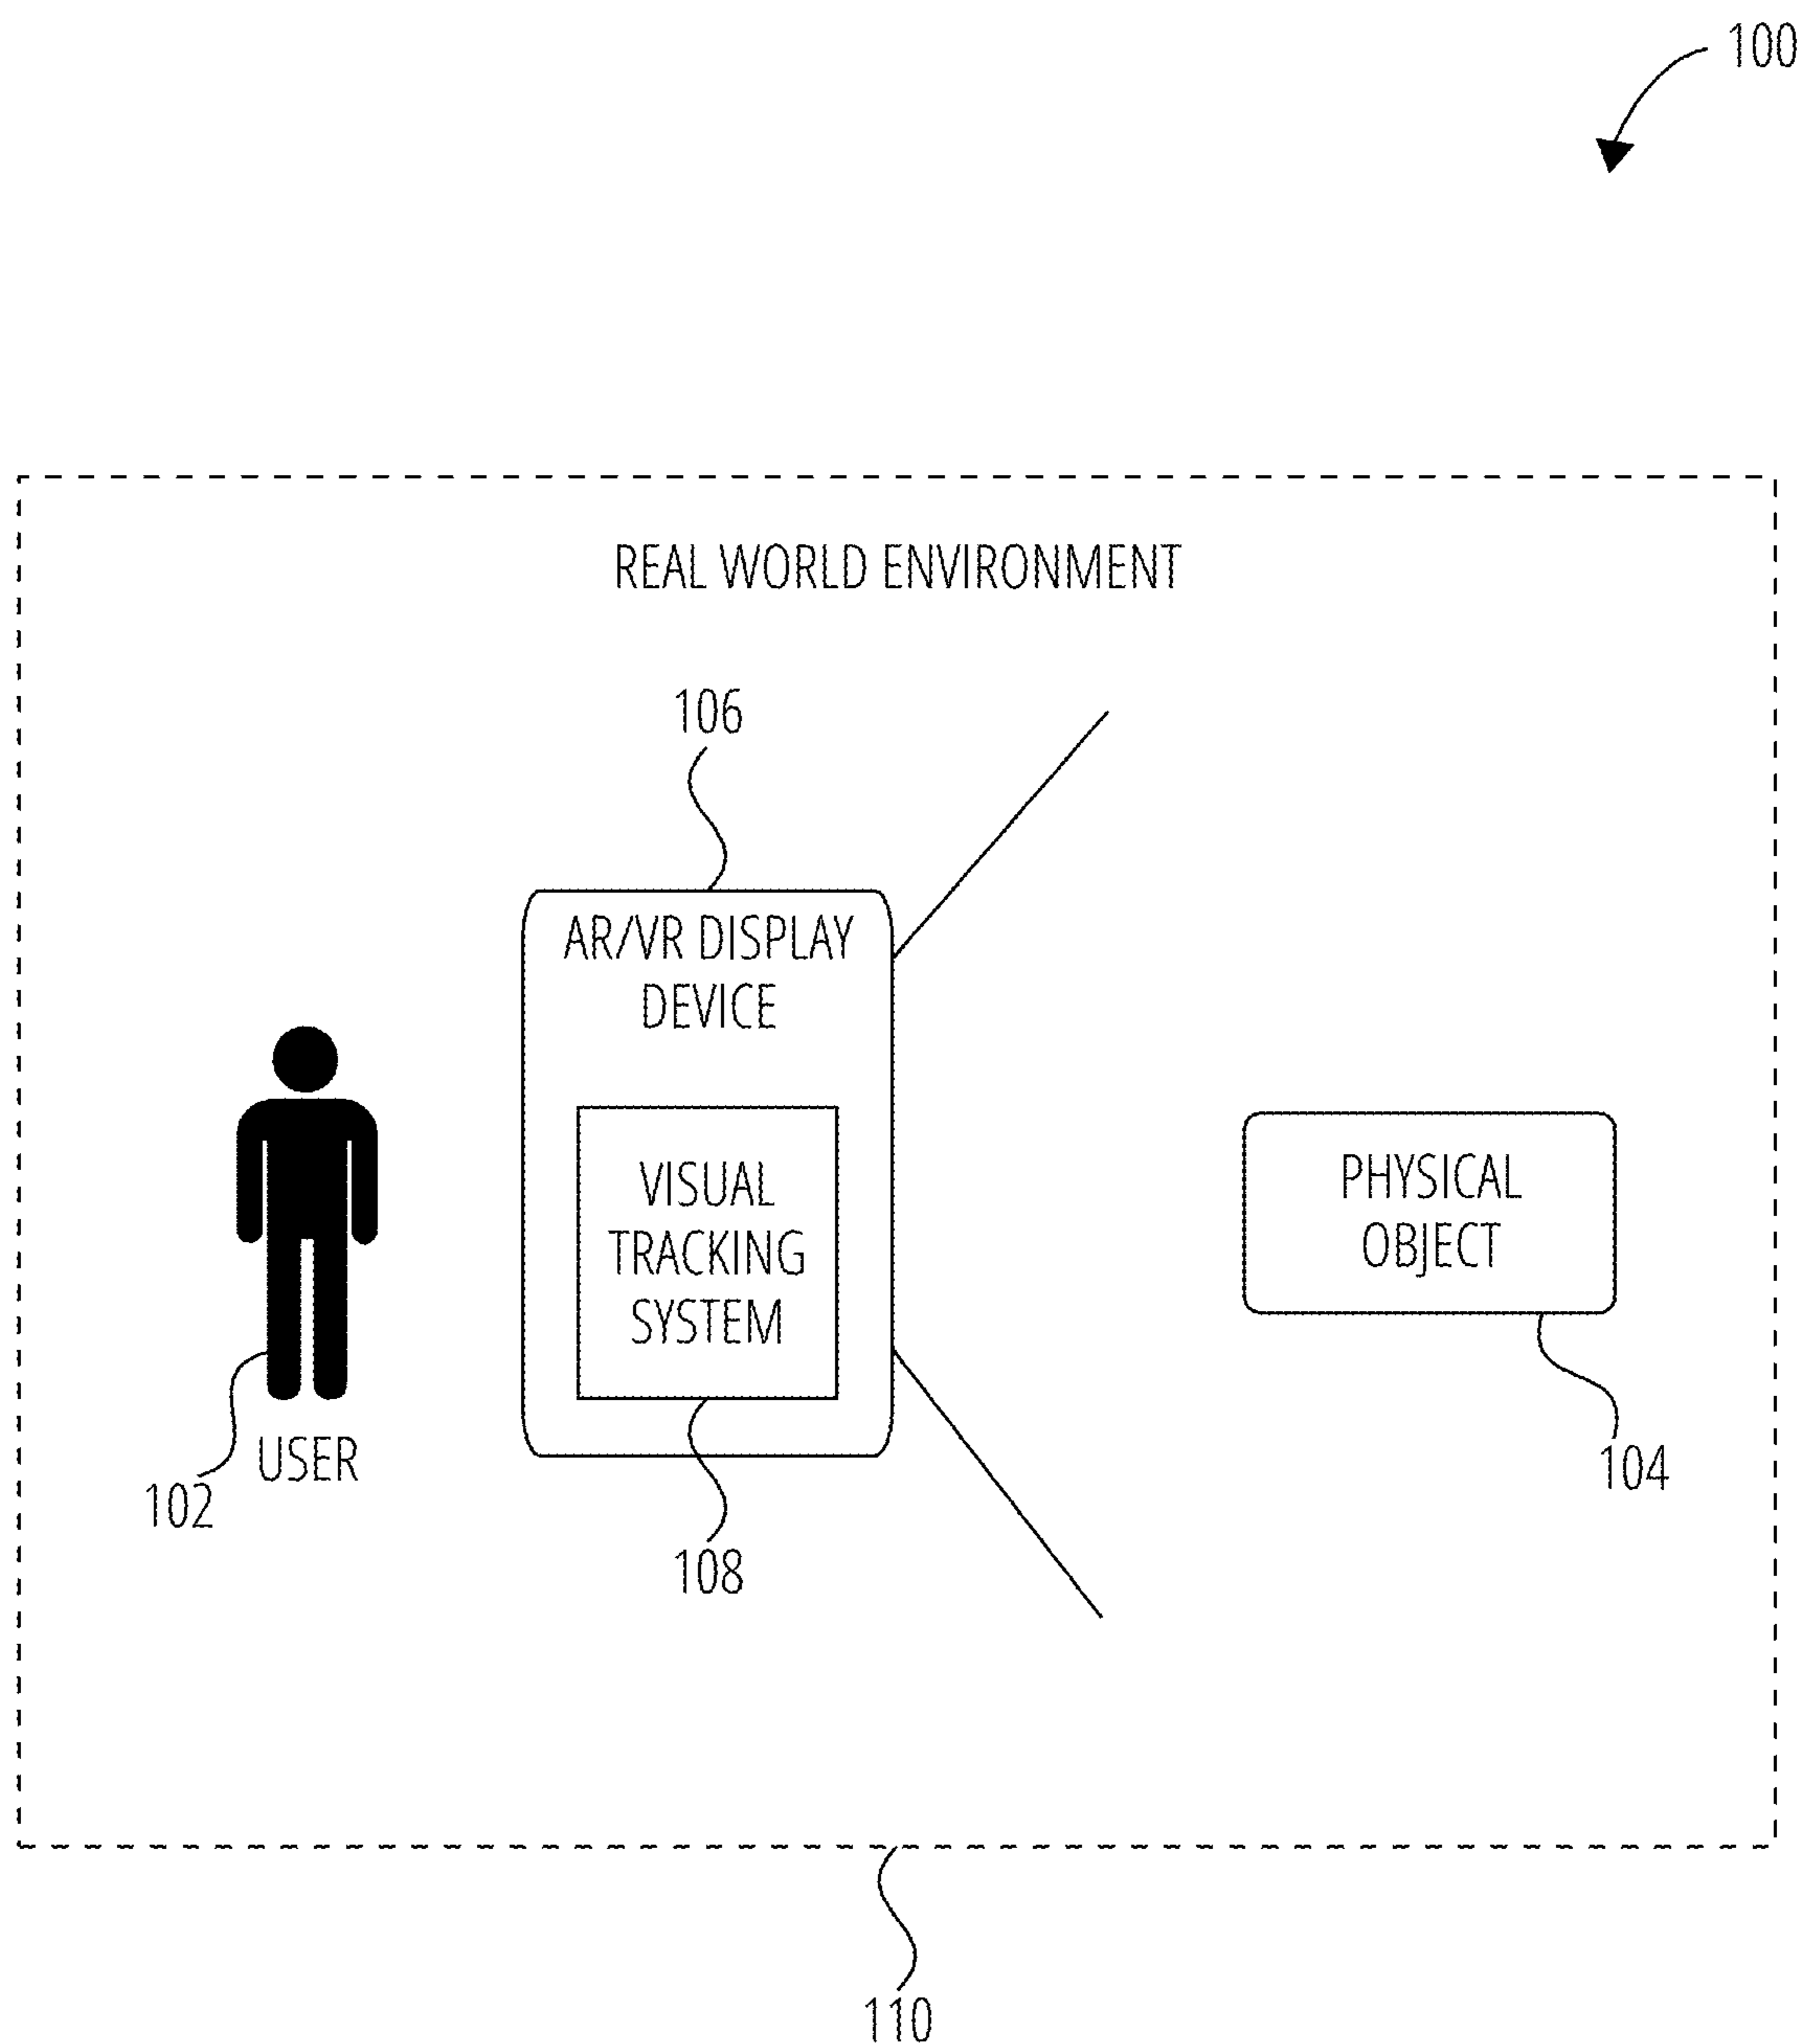 100
REAL WORLD ENVIRONMENT
106
AR/VR DISPLAY
DEVICE
VISUAL
TRACKING
SYSTEM
PHYSICAL
OBJECT
USER
102
104
108
110